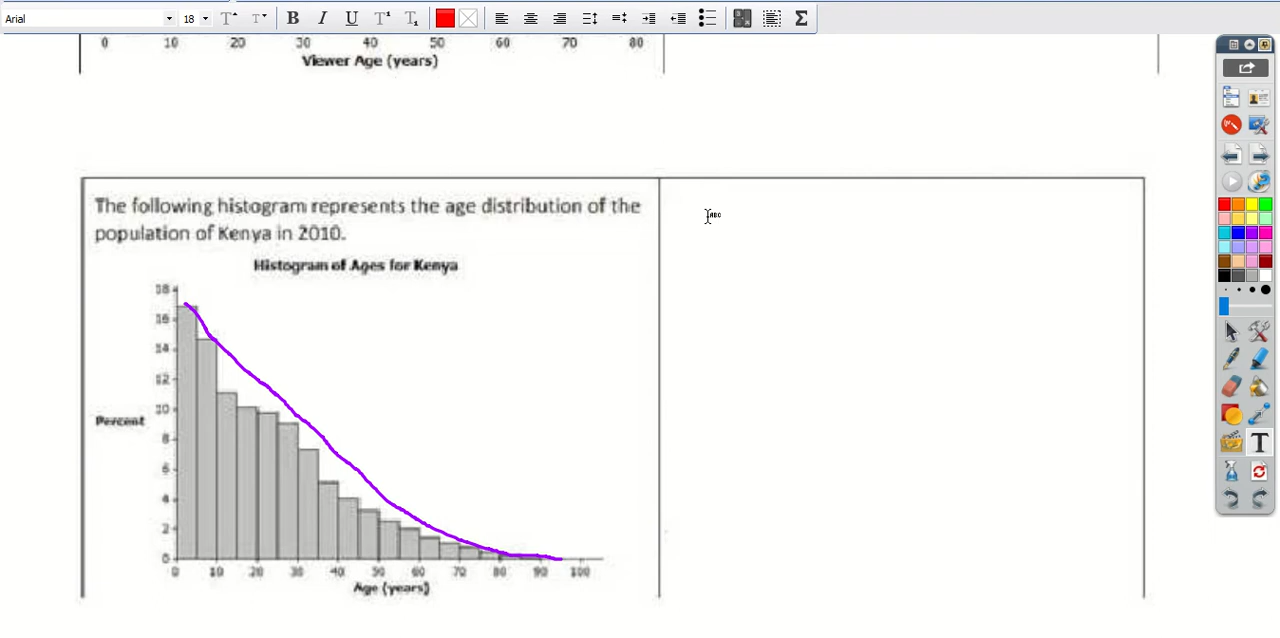 Arial
18
T
T
B
I
U
T¹
T₁
Σ
0 10 20 30 40 50 60 70 80
Viewer Age (years)
The following histogram represents the age distribution of the
population of Kenya in 2010.
Histogram of Ages for Kenya
18
16
14
12
10
Percent
8
6
4
2
0
0 10 20 30 40 50 60 70 80 90 100
Age (years)
ABC
T